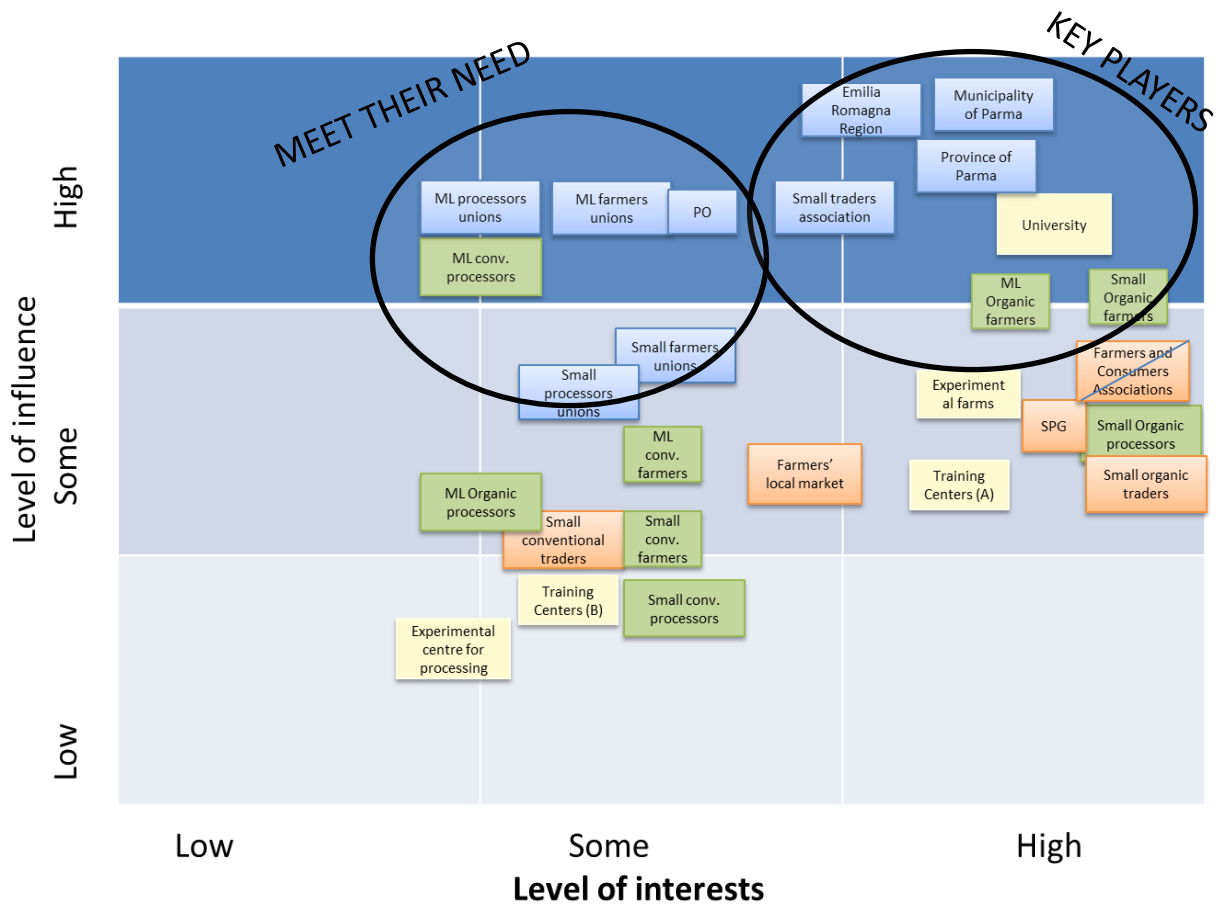 MEET THEIR NEED
KEY PLAYERS
Emilia
Romagna
Region
Municipality
of Parma
Province of
Parma
ML processors
unions
ML farmers
unions
PO
Small traders
association
University
ML conv.
processors
ML
Organic
farmers
Small
Organic
farmers
Small farmers
unions
Small
processors
unions
Farmers and
Consumers
Associations
Experiment
al farms
SPG
Small Organic
processors
ML
conv.
farmers
Farmers’
local market
Training
Centers (A)
Small organic
traders
ML Organic
processors
Small
conventional
traders
Small
conv.
farmers
Training
Centers (B)
Small conv.
processors
Experimental
centre for
processing
High
Some
Low
Level of influence
Low
Some
High
Level of interests